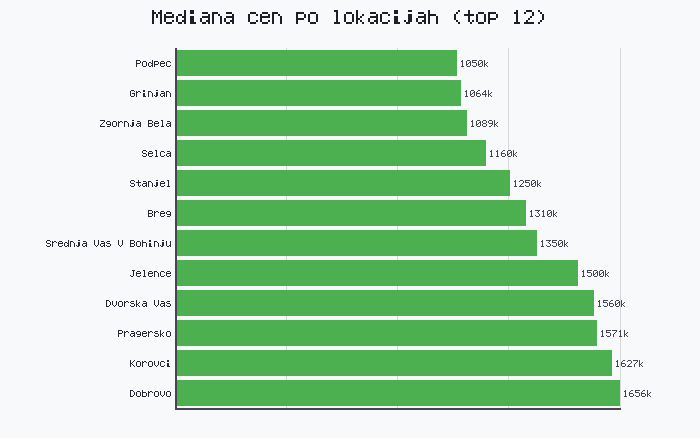 Mediana cen po lokacijah (top 12)
Podpec 1050k
Grinjan 1064k
Zgornja Bela 1089k
Selca 1160k
Stanjel 1250k
Breg 1310k
Srednja Vas V Bohinju 1350k
Jelence 1500k
Dvorska Vas 1560k
Pragersko 1571k
Korovci 1627k
Dobrovo 1656k